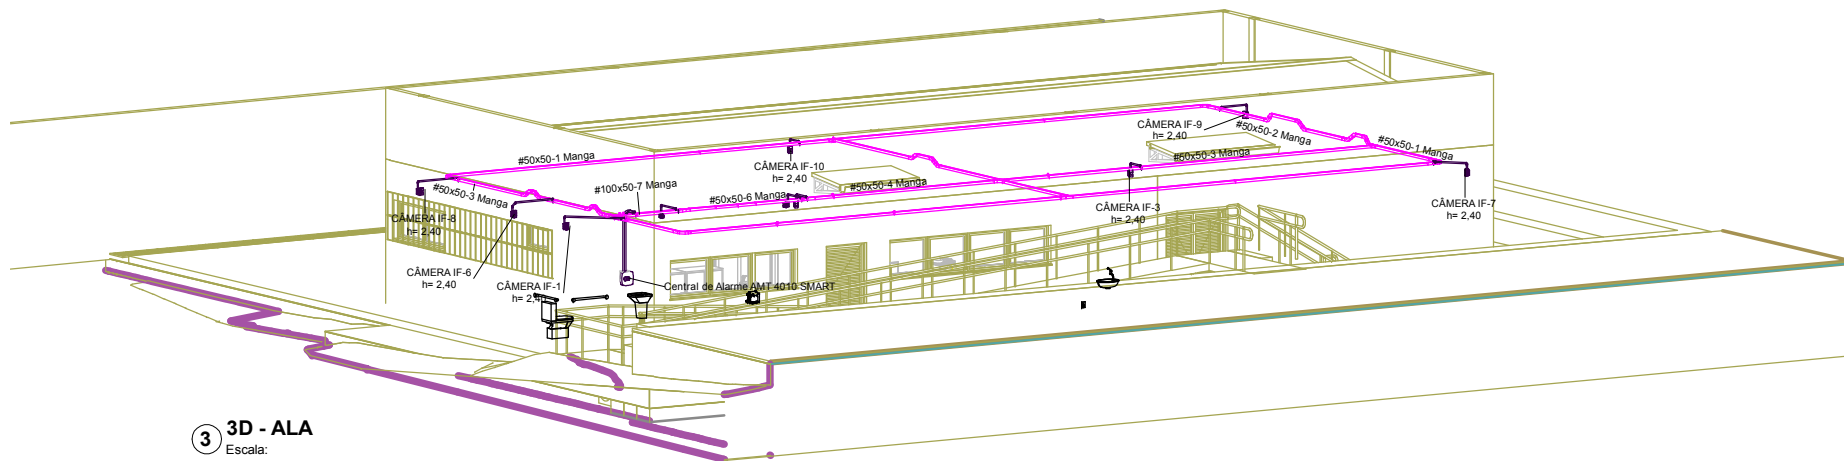 CÂMERA IF-9
h= 2,40
#50x50-2 Manga
#50x50-1 Manga
#50x50-1 Manga
CÂMERA IF-10
h= 2,40
#60x50-3 Manga
#50x50-3 Manga
#100x50-7 Manga
#50x50-6 Manga
#50x50-4 Manga
CÂMERA IF-8
h= 2,40
CÂMERA IF-3
h= 2,40
CÂMERA IF-7
h= 2,40
CÂMERA IF-6
h= 2,40
CÂMERA IF-1
h= 2,40
Central de Alarme AMT 4010 SMART
3
3D - ALA
Escala: